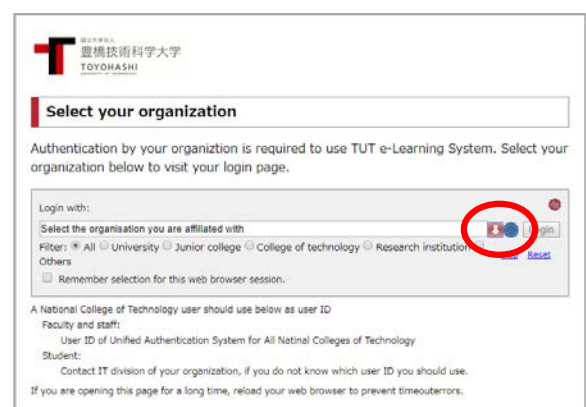 国立大学法人
豊橋技術科学大学
TOYOHASHI
UNIVERSITY OF TECHNOLOGY
Select your organization
Authentication by your organiztion is required to use TUT e-Learning System. Select your
organization below to visit your login page.
Login with:
Select the organisation you are affiliated with
Login
Filter: All University Junior college College of technology Research institution
Others
Reset
Remember selection for this web browser session.
A National College of Technology user should use below as user ID
Faculty and staff:
User ID of Unified Authentication System for All Natinal Colleges of Technology
Student:
Contact IT division of your organization, if you do not know which user ID you should use.
If you are opening this page for a long time, reload your web browser to prevent timeouterrors.